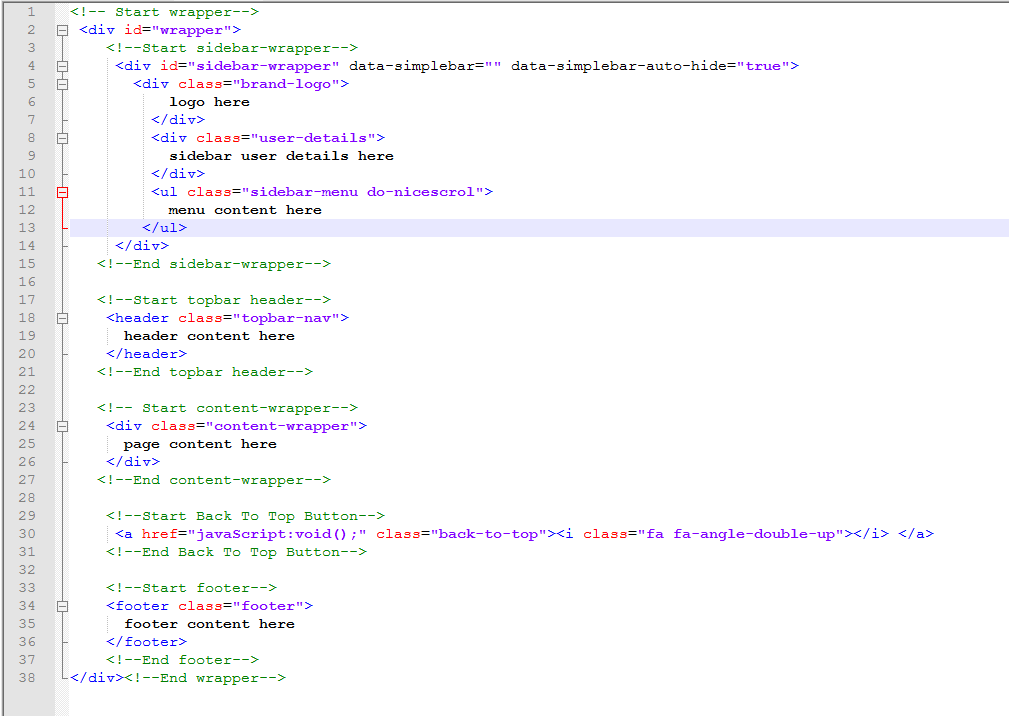 1 <!-- Start wrapper-->
2 <div id="wrapper">
3 <!--Start sidebar-wrapper-->
4 <div id="sidebar-wrapper" data-simplebar="" data-simplebar-auto-hide="true">
5 <div class="brand-logo">
6 logo here
7 </div>
8 <div class="user-details">
9 sidebar user details here
10 </div>
11 <ul class="sidebar-menu do-nicescrol">
12 menu content here
13 </ul>
14 </div>
15 <!--End sidebar-wrapper-->
16
17 <!--Start topbar header-->
18 <header class="topbar-nav">
19 header content here
20 </header>
21 <!--End topbar header-->
22
23 <!-- Start content-wrapper-->
24 <div class="content-wrapper">
25 page content here
26 </div>
27 <!--End content-wrapper-->
28
29 <!--Start Back To Top Button-->
30 <a href="javaScript:void();" class="back-to-top"><i class="fa fa-angle-double-up"></i> </a>
31 <!--End Back To Top Button-->
32
33 <!--Start footer-->
34 <footer class="footer">
35 footer content here
36 </footer>
37 <!--End footer-->
38 </div><!--End wrapper-->